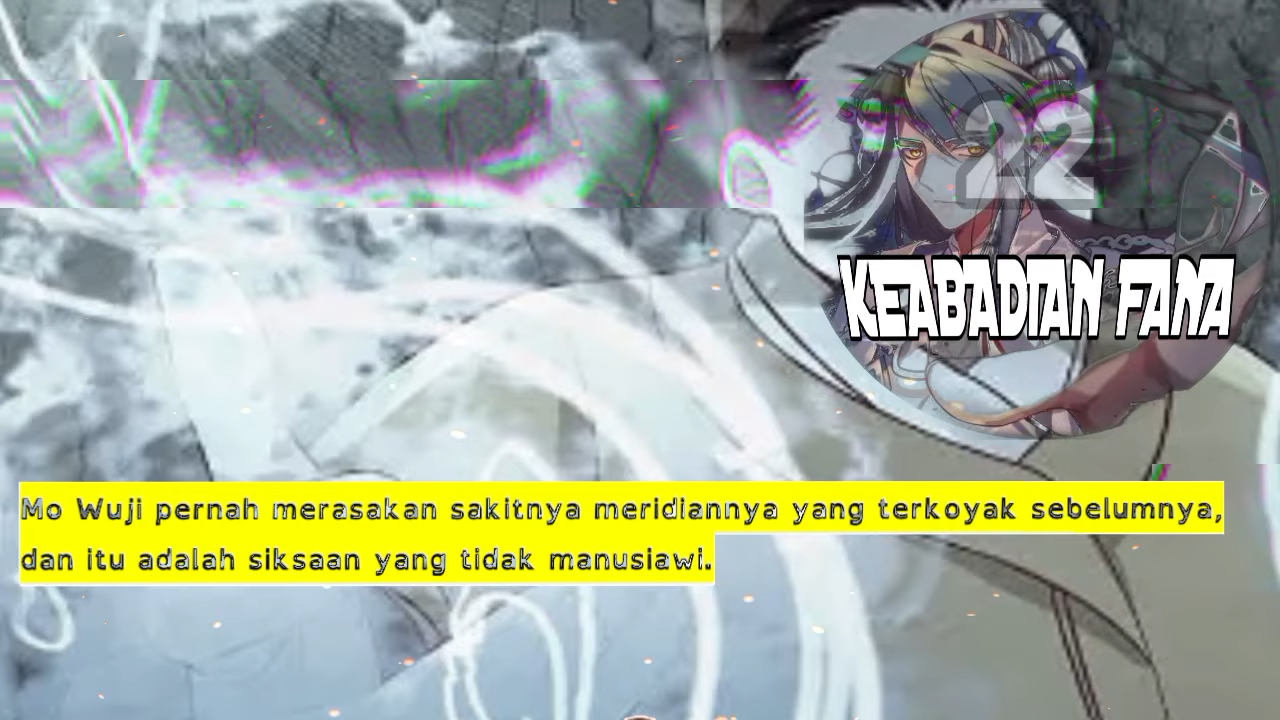 22
KEABADIAN FANA
Mo Wuji pernah merasakan sakitnya meridiannya yang terkoyak sebelumnya,
dan itu adalah siksaan yang tidak manusiawi.